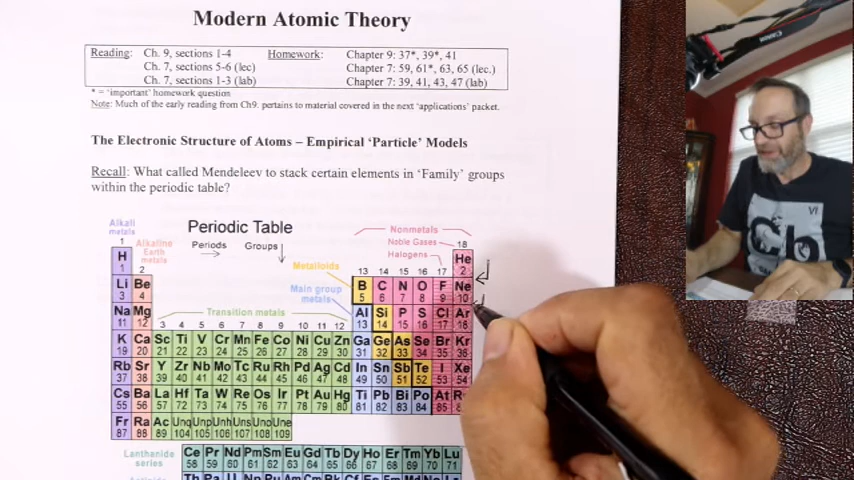 Modern Atomic Theory
Reading: Ch. 9, sections 1-4 Homework: Chapter 9: 37*, 39*, 41
Ch. 7, sections 5-6 (lec) Chapter 7: 59, 61*, 63, 65 (lec.)
Ch. 7, sections 1-3 (lab) Chapter 7: 39, 41, 43, 47 (lab)
* = 'important' homework question
Note: Much of the early reading from Ch9. pertains to material covered in the next 'applications' packet.
The Electronic Structure of Atoms – Empirical 'Particle' Models
Recall: What called Mendeleev to stack certain elements in 'Family' groups
within the periodic table?
Alkali
metals
Periodic Table
Nonmetals
1 Alkaline Earth metals Periods Groups Noble Gases 18
Halogens
H He
1 2 Metalloids 13 14 15 16 17 2
Li Be B C N O F Ne
3 4 Main group metals 5 6 7 8 9 10
Na Mg Transition metals Al Si P S Cl Ar
11 12 3 4 5 6 7 8 9 10 11 12 13 14 15 16 17 18
K Ca Sc Ti V Cr Mn Fe Co Ni Cu Zn Ga Ge As Se Br Kr
19 20 21 22 23 24 25 26 27 28 29 30 31 32 33 34 35 36
Rb Sr Y Zr Nb Mo Tc Ru Rh Pd Ag Cd In Sn Sb Te I Xe
37 38 39 40 41 42 43 44 45 46 47 48 49 50 51 52 53 54
Cs Ba La Hf Ta W Re Os Ir Pt Au Hg Tl Pb Bi Po At
55 56 57 72 73 74 75 76 77 78 79 80 81 82 83 84 85
Fr Ra Ac Unq Unp Unh Uns Uno Une
87 88 89 104 105 106 107 108 109
Lanthanide series Ce Pr Nd Pm Sm Eu Gd Tb Dy Ho Er Tm Yb Lu
58 59 60 61 62 63 64 65 66 67 68 69 70 71
VI
Cb
CANON